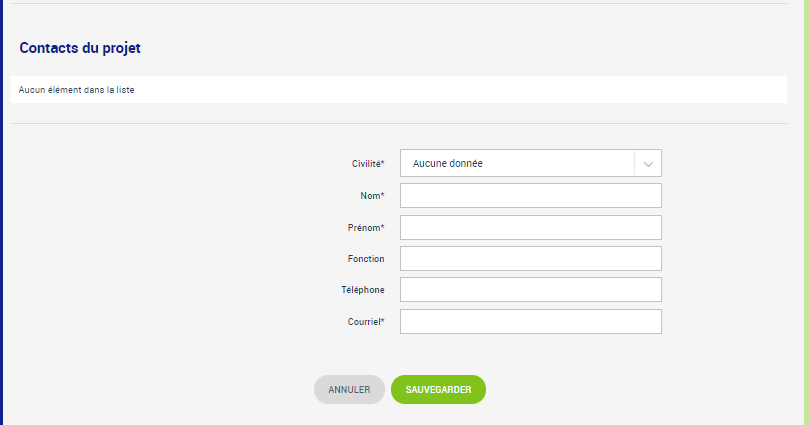 Contacts du projet
Aucun élément dans la liste
Civilité* Aucune donnée
Nom*
Prénom*
Fonction
Téléphone
Courriel*
ANNULER SAUVEGARDER